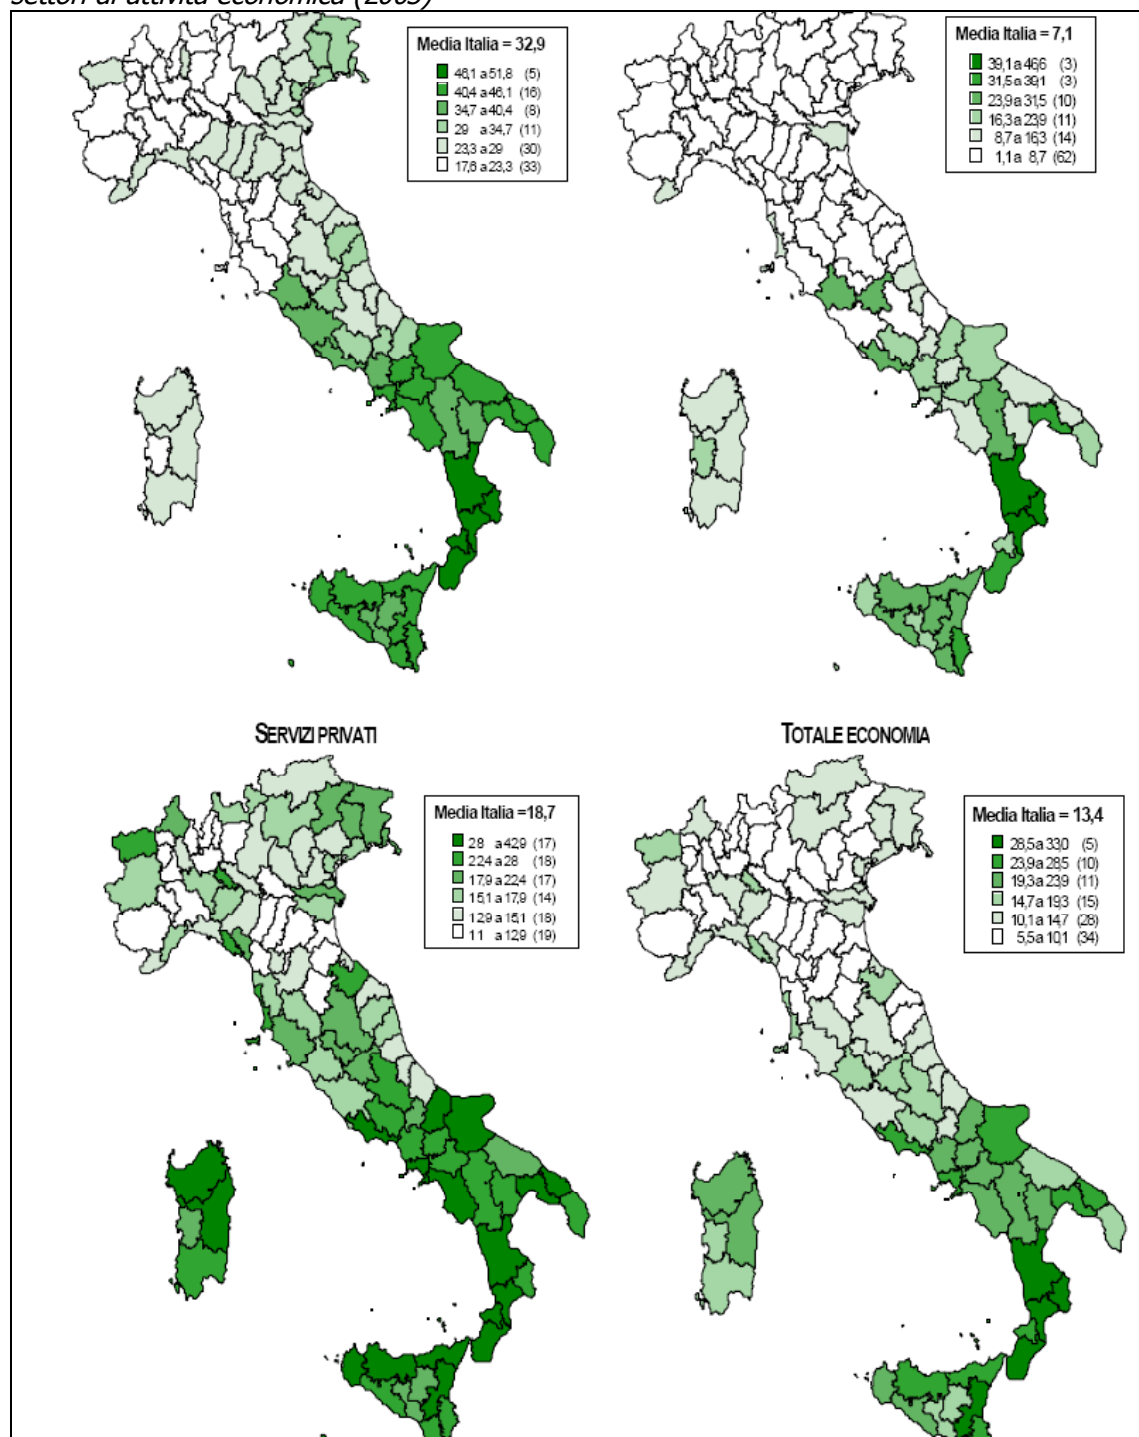 settori di attività economica (2003)
Media Italia = 32,9
46,1 a 51,8 (5)
40,4 a 46,1 (16)
34,7 a 40,4 (8)
29 a 34,7 (11)
23,3 a 29 (30)
17,6 a 23,3 (33)
Media Italia = 7,1
39,1 a 46,6 (3)
31,5 a 39,1 (3)
23,9 a 31,5 (10)
16,3 a 23,9 (11)
8,7 a 16,3 (14)
1,1 a 8,7 (62)
SERVIZI PRIVATI
Media Italia =18,7
28 a 42,9 (17)
22,4 a 28 (18)
17,9 a 22,4 (17)
15,1 a 17,9 (14)
12,9 a 15,1 (18)
11 a 12,9 (19)
TOTALE ECONOMIA
Media Italia = 13,4
28,5 a 33,0 (5)
23,9 a 28,5 (10)
19,3 a 23,9 (11)
14,7 a 19,3 (15)
10,1 a 14,7 (28)
5,5 a 10,1 (34)